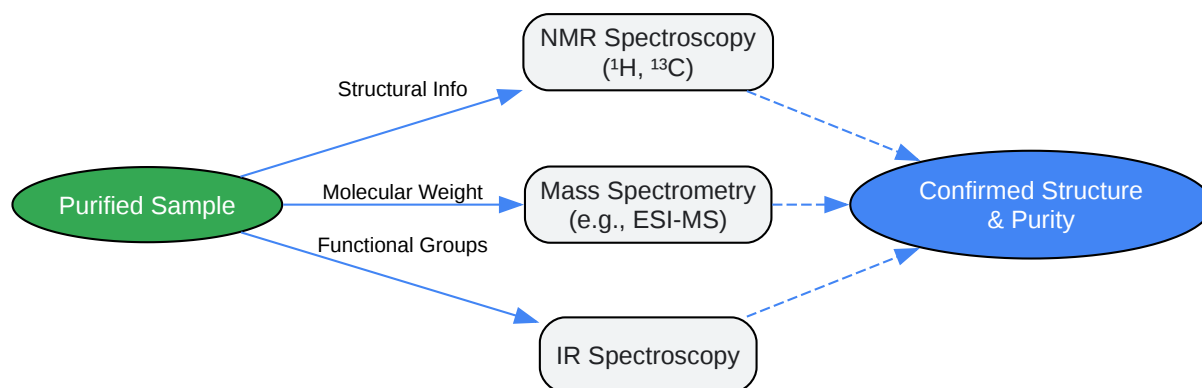 NMR Spectroscopy
(¹H, ¹³C)
Structural Info
Purified Sample
Molecular Weight
Mass Spectrometry
(e.g., ESI-MS)
Confirmed Structure
& Purity
Functional Groups
IR Spectroscopy